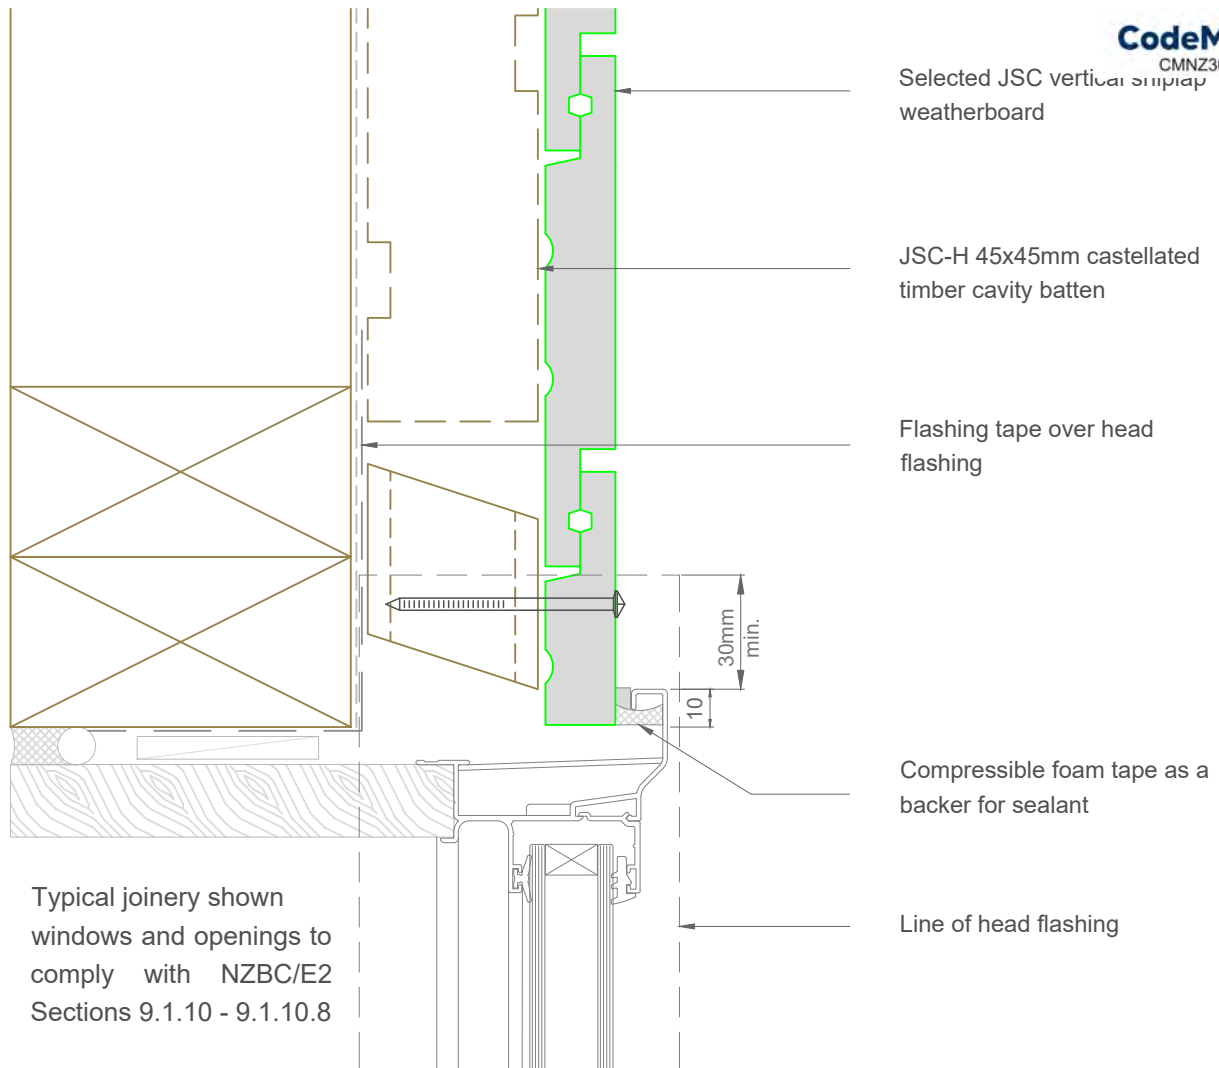 CodeM
CMNZ30
Selected JSC vertical shiplap
weatherboard
JSC-H 45x45mm castellated
timber cavity batten
Flashing tape over head
flashing
30mm
min.
10
Compressible foam tape as a
backer for sealant
Line of head flashing
Typical joinery shown
windows and openings to
comply with NZBC/E2
Sections 9.1.10 - 9.1.10.8